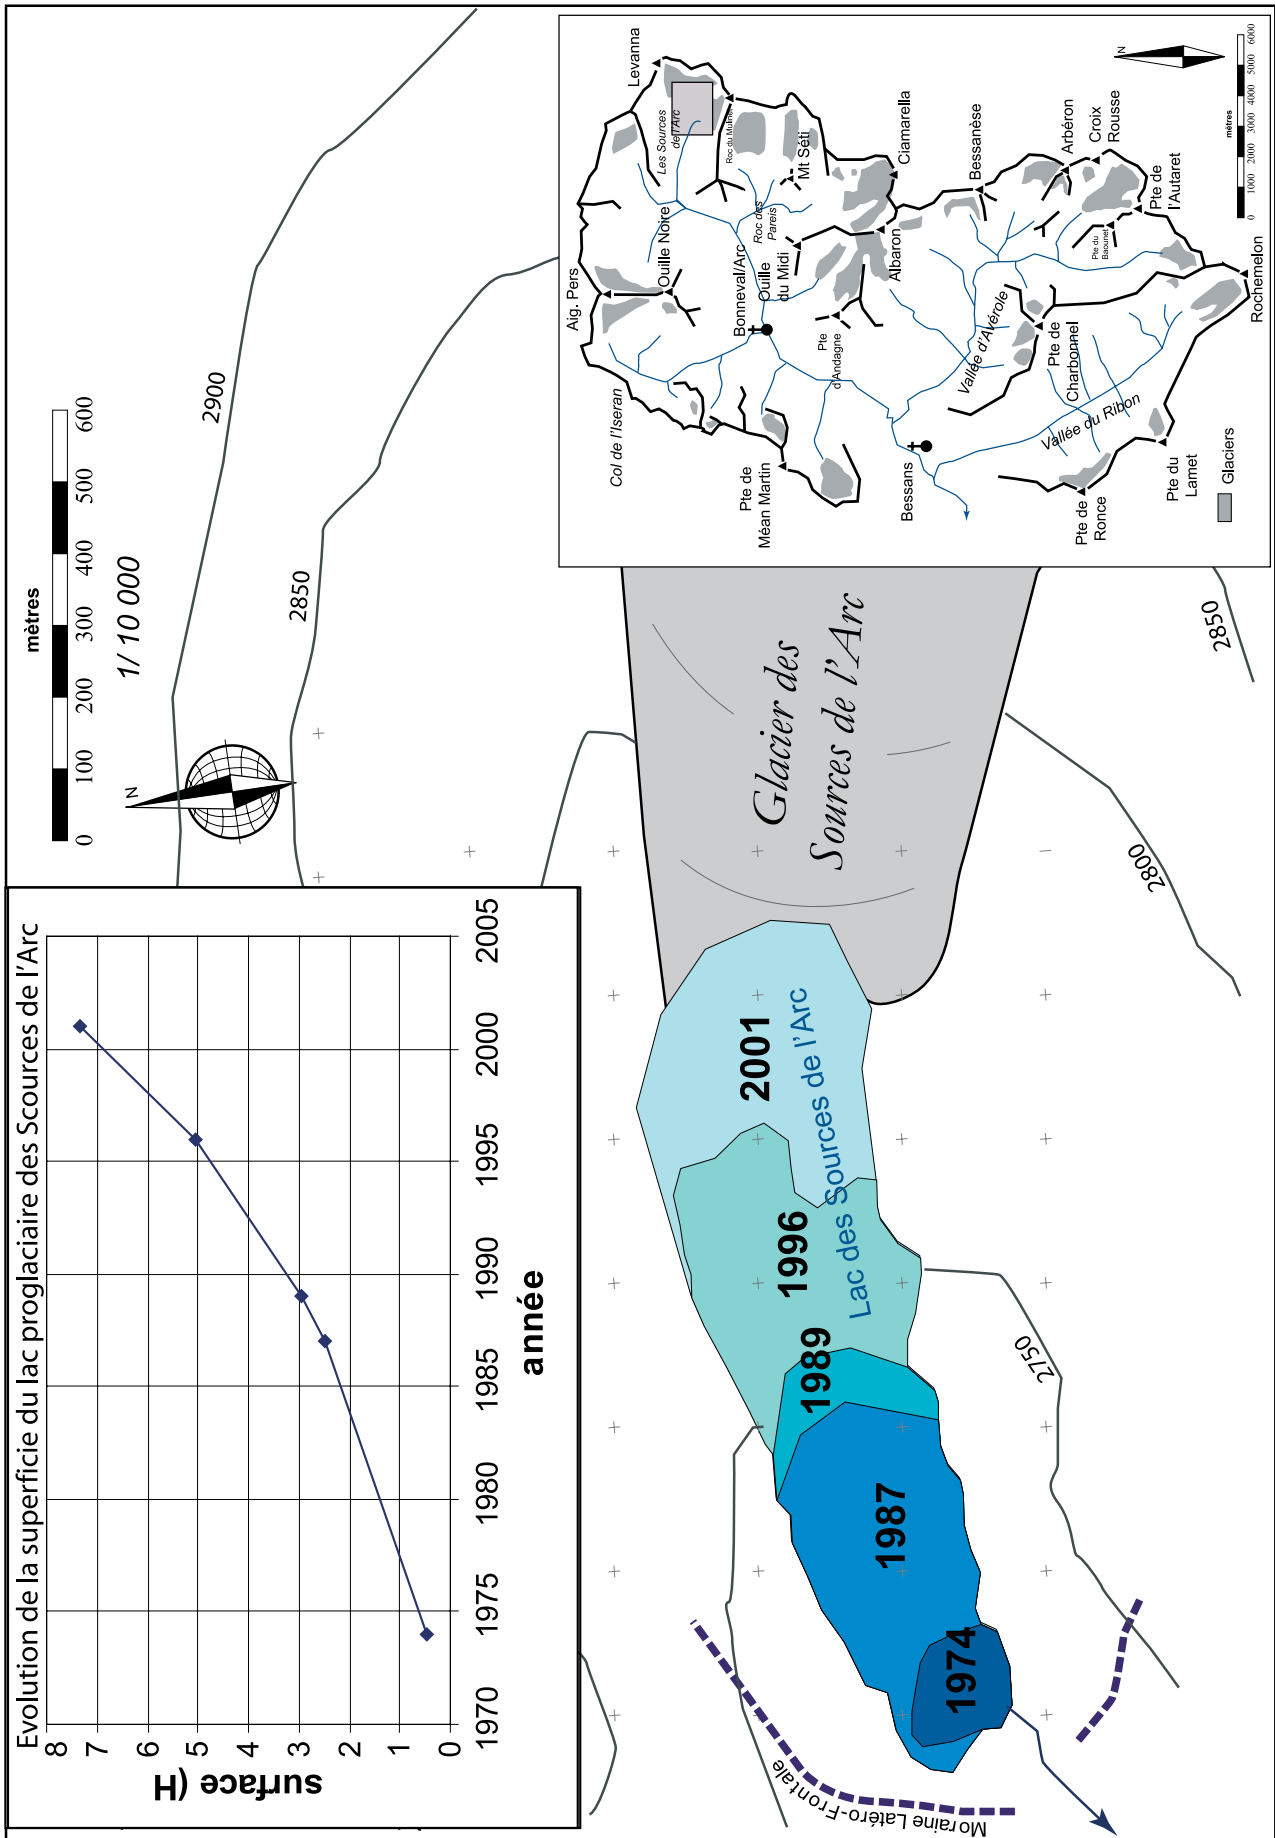 Evolution de la superficie du lac proglaciaire des Scources de l'Arc
surface (H)
8
7
6
5
4
3
2
1
0
1970
1975
1980
1985
1990
1995
2000
2005
année
mètres
0
100
200
300
400
500
600
1/ 10 000
N
2900
2850
2850
2800
2750
Glacier des
Sources de l'Arc
Lac des Sources de l'Arc
1974
1987
1989
1996
2001
Moraine Latéro-Frontale
Levanna
Les Sources
de l'Arc
Roc du Mulinet
Mt Séti
Ciamarella
Aig. Pers
Ouille Noire
Roc des
Pareis
Bonneval/Arc
Ouille
du Midi
Albaron
Pte
d'Andagne
Col de l'Iseran
Pte de
Méan Martin
Bessans
Bessanèse
Arbéron
Croix
Rousse
Pte de
l'Autaret
Pte du
Baounet
Rochemelon
Vallée d'Avérole
Pte de
Charbonnel
Vallée du Ribon
Pte de
Ronce
Pte du
Lamet
Glaciers
N
mètres
0
1000
2000
3000
4000
5000
6000